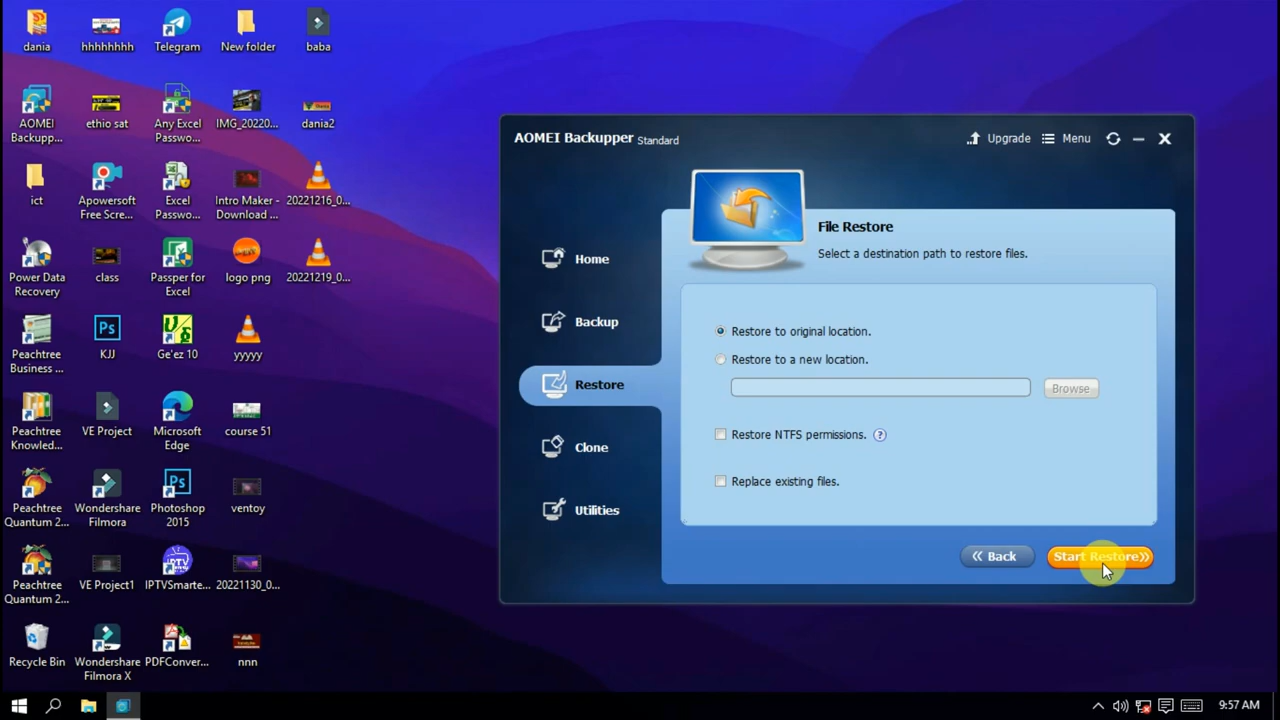 dania
hhhhhhhh
Telegram
New folder
baba
AOMEI
Backupp...
ethio sat
Any Excel
Passwo...
IMG_20220...
dania2
ict
Apowersoft
Free Scre...
Excel
Passwo...
Intro Maker -
Download ...
20221216_0...
Power Data
Recovery
class
Passper for
Excel
logo png
20221219_0...
Peachtree
Business ...
Ps
KJJ
Ge'ez 10
yyyyy
Peachtree
Knowled...
VE Project
Microsoft
Edge
course 51
Peachtree
Quantum 2...
Wondershare
Filmora
Ps
Photoshop
2015
ventoy
Peachtree
Quantum 2...
VE Project1
IPTV
IPTVSmarte...
20221130_0...
Recycle Bin
Wondershare
Filmora X
PDFConver...
nnn
AOMEI Backupper Standard
Upgrade
Menu
Home
Backup
Restore
Clone
Utilities
File Restore
Select a destination path to restore files.
Restore to original location.
Restore to a new location.
Browse
Restore NTFS permissions. ?
Replace existing files.
« Back
Start Restore»
9:57 AM